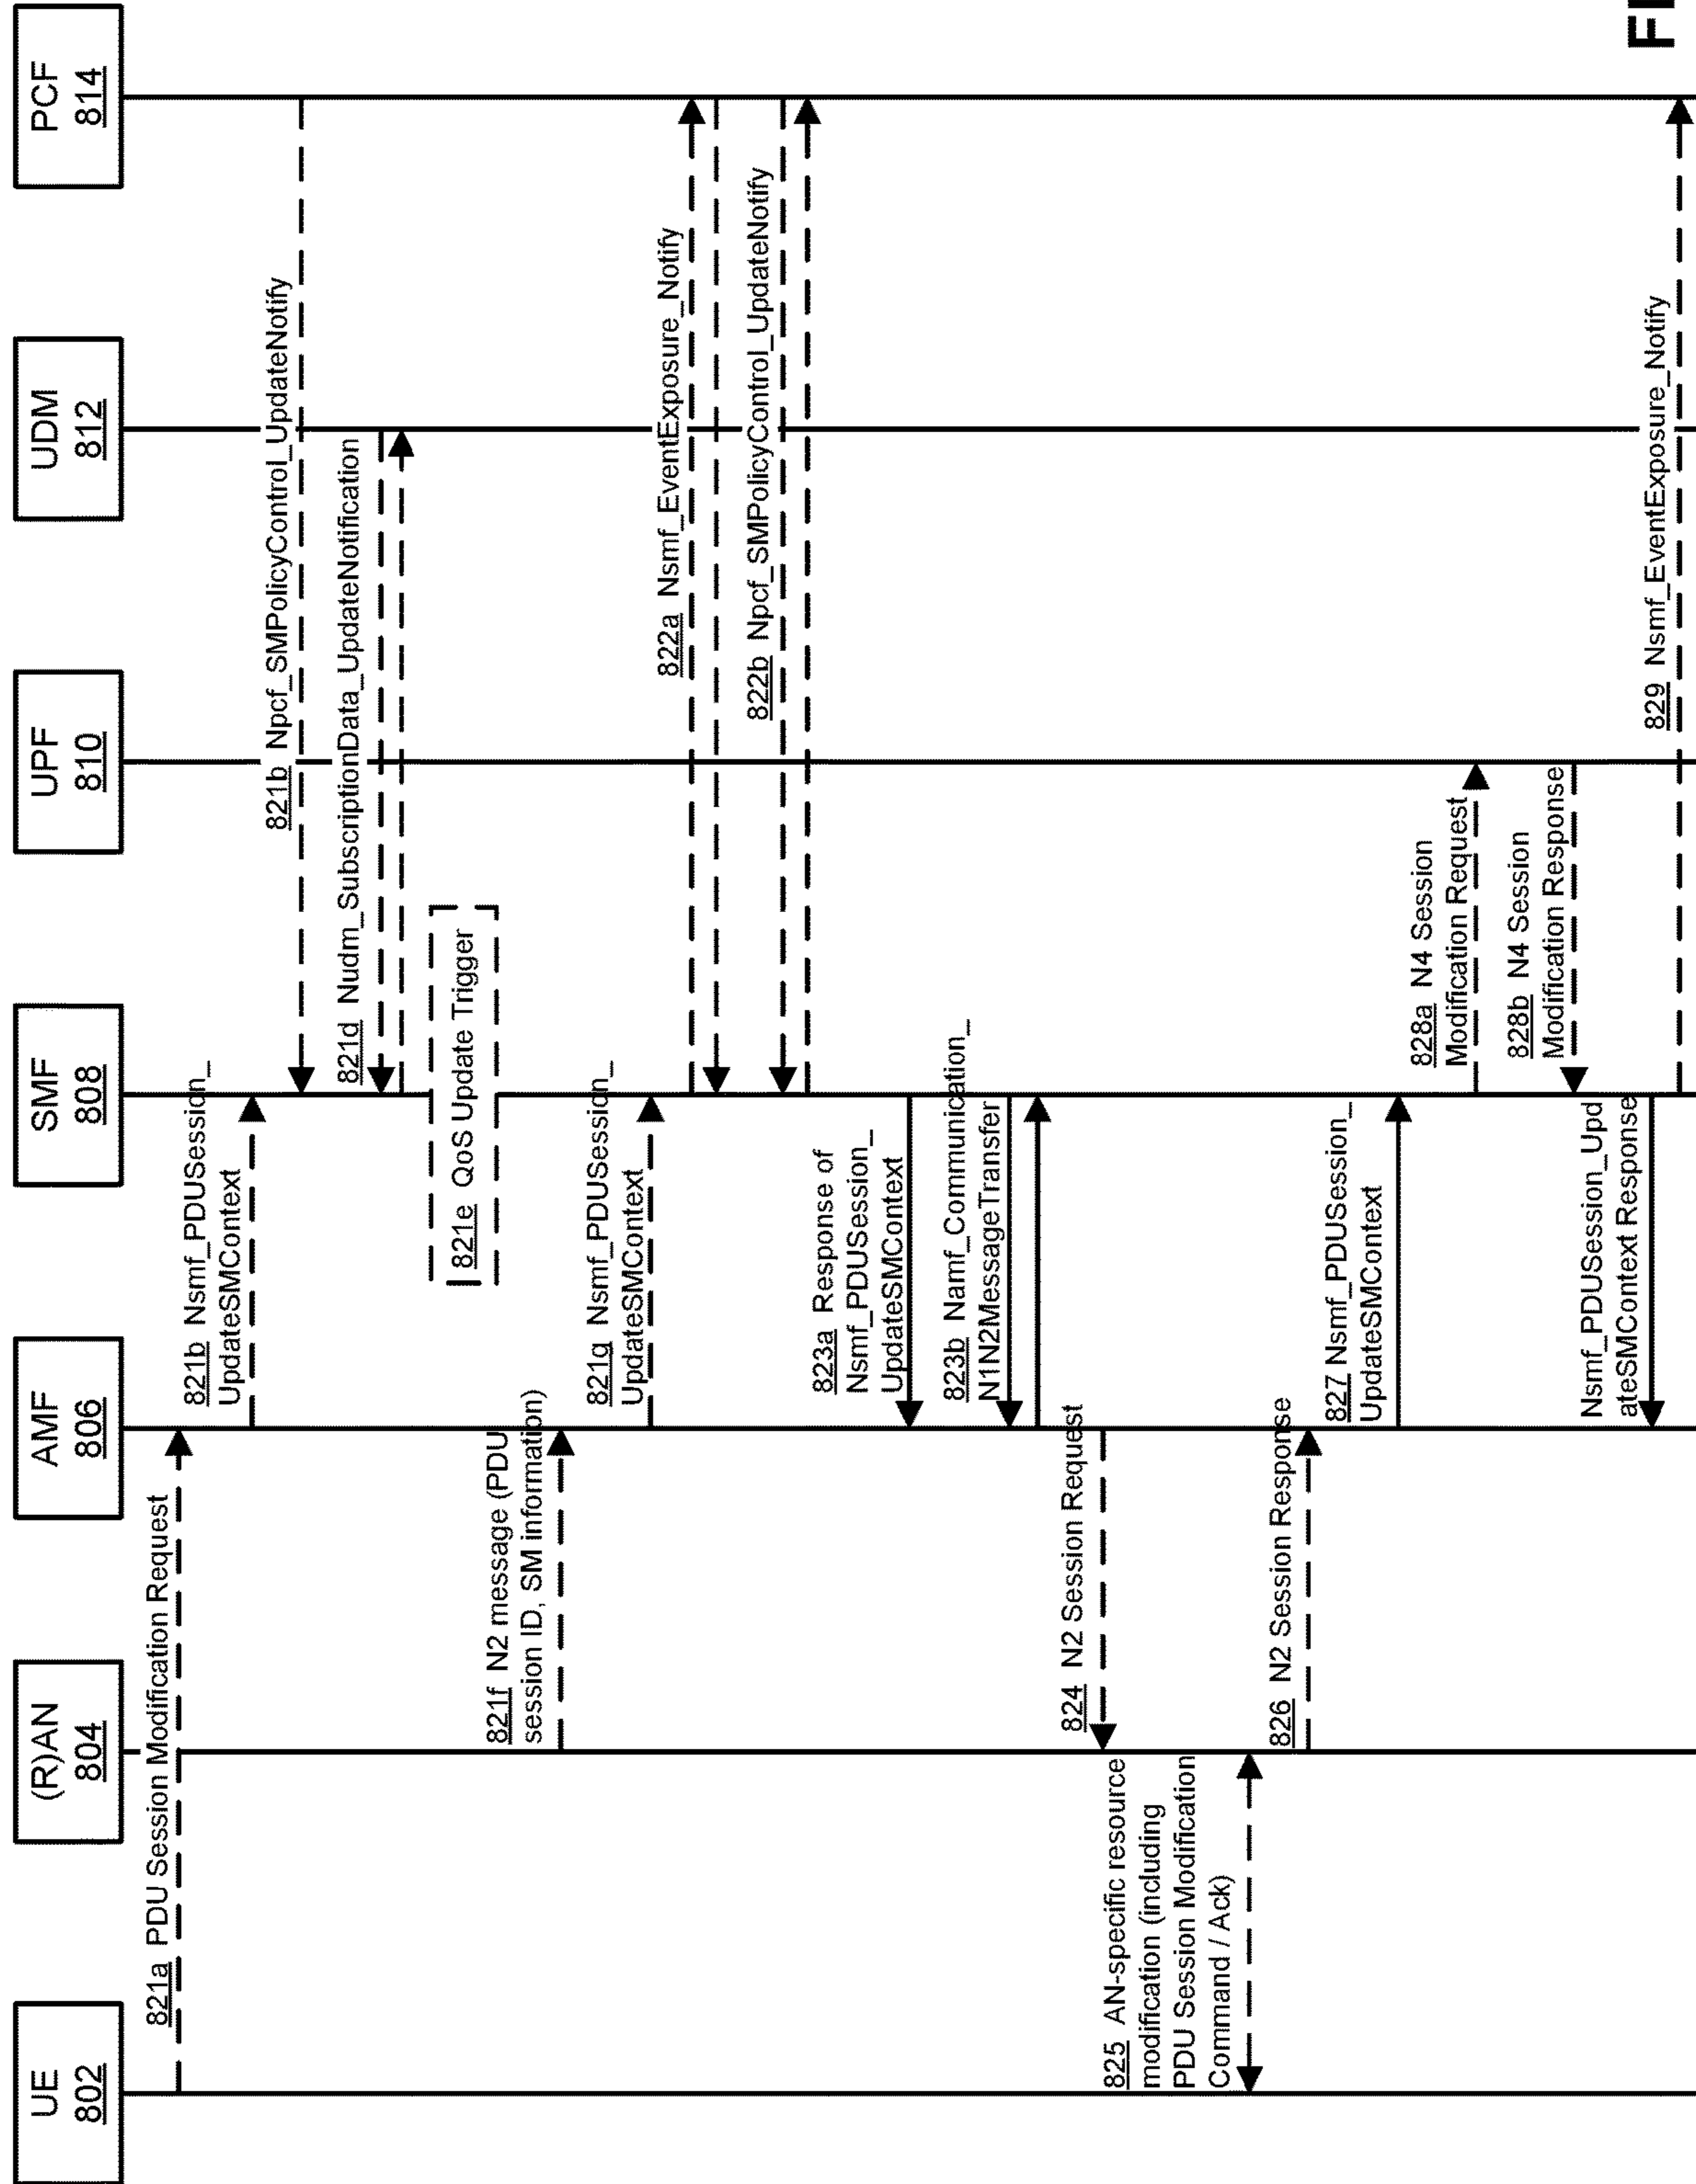 UE
802
(R)AN
804
AMF
806
SMF
808
UPF
810
UDM
812
PCF
814
821a PDU Session Modification Request
821b Nsmf_PDUSession_
UpdateSMContext
821b Npcf_SMPolicyControl_UpdateNotify
821d Nudm_SubscriptionData_UpdateNotification
821e QoS Update Trigger
821f N2 message (PDU
session ID, SM information)
821g Nsmf_PDUSession_
UpdateSMContext
822a Nsmf_EventExposure_Notify
822b Npcf_SMPolicyControl_UpdateNotify
823a Response of
Nsmf_PDUSession_
UpdateSMContext
823b Namf_Communication_
N1N2MessageTransfer
824 N2 Session Request
825 AN-specific resource
modification (including
PDU Session Modification
Command / Ack)
826 N2 Session Response
827 Nsmf_PDUSession_
UpdateSMContext
828a N4 Session
Modification Request
828b N4 Session
Modification Response
Nsmf_PDUSession_Upd
ateSMContext Response
829 Nsmf_EventExposure_Notify